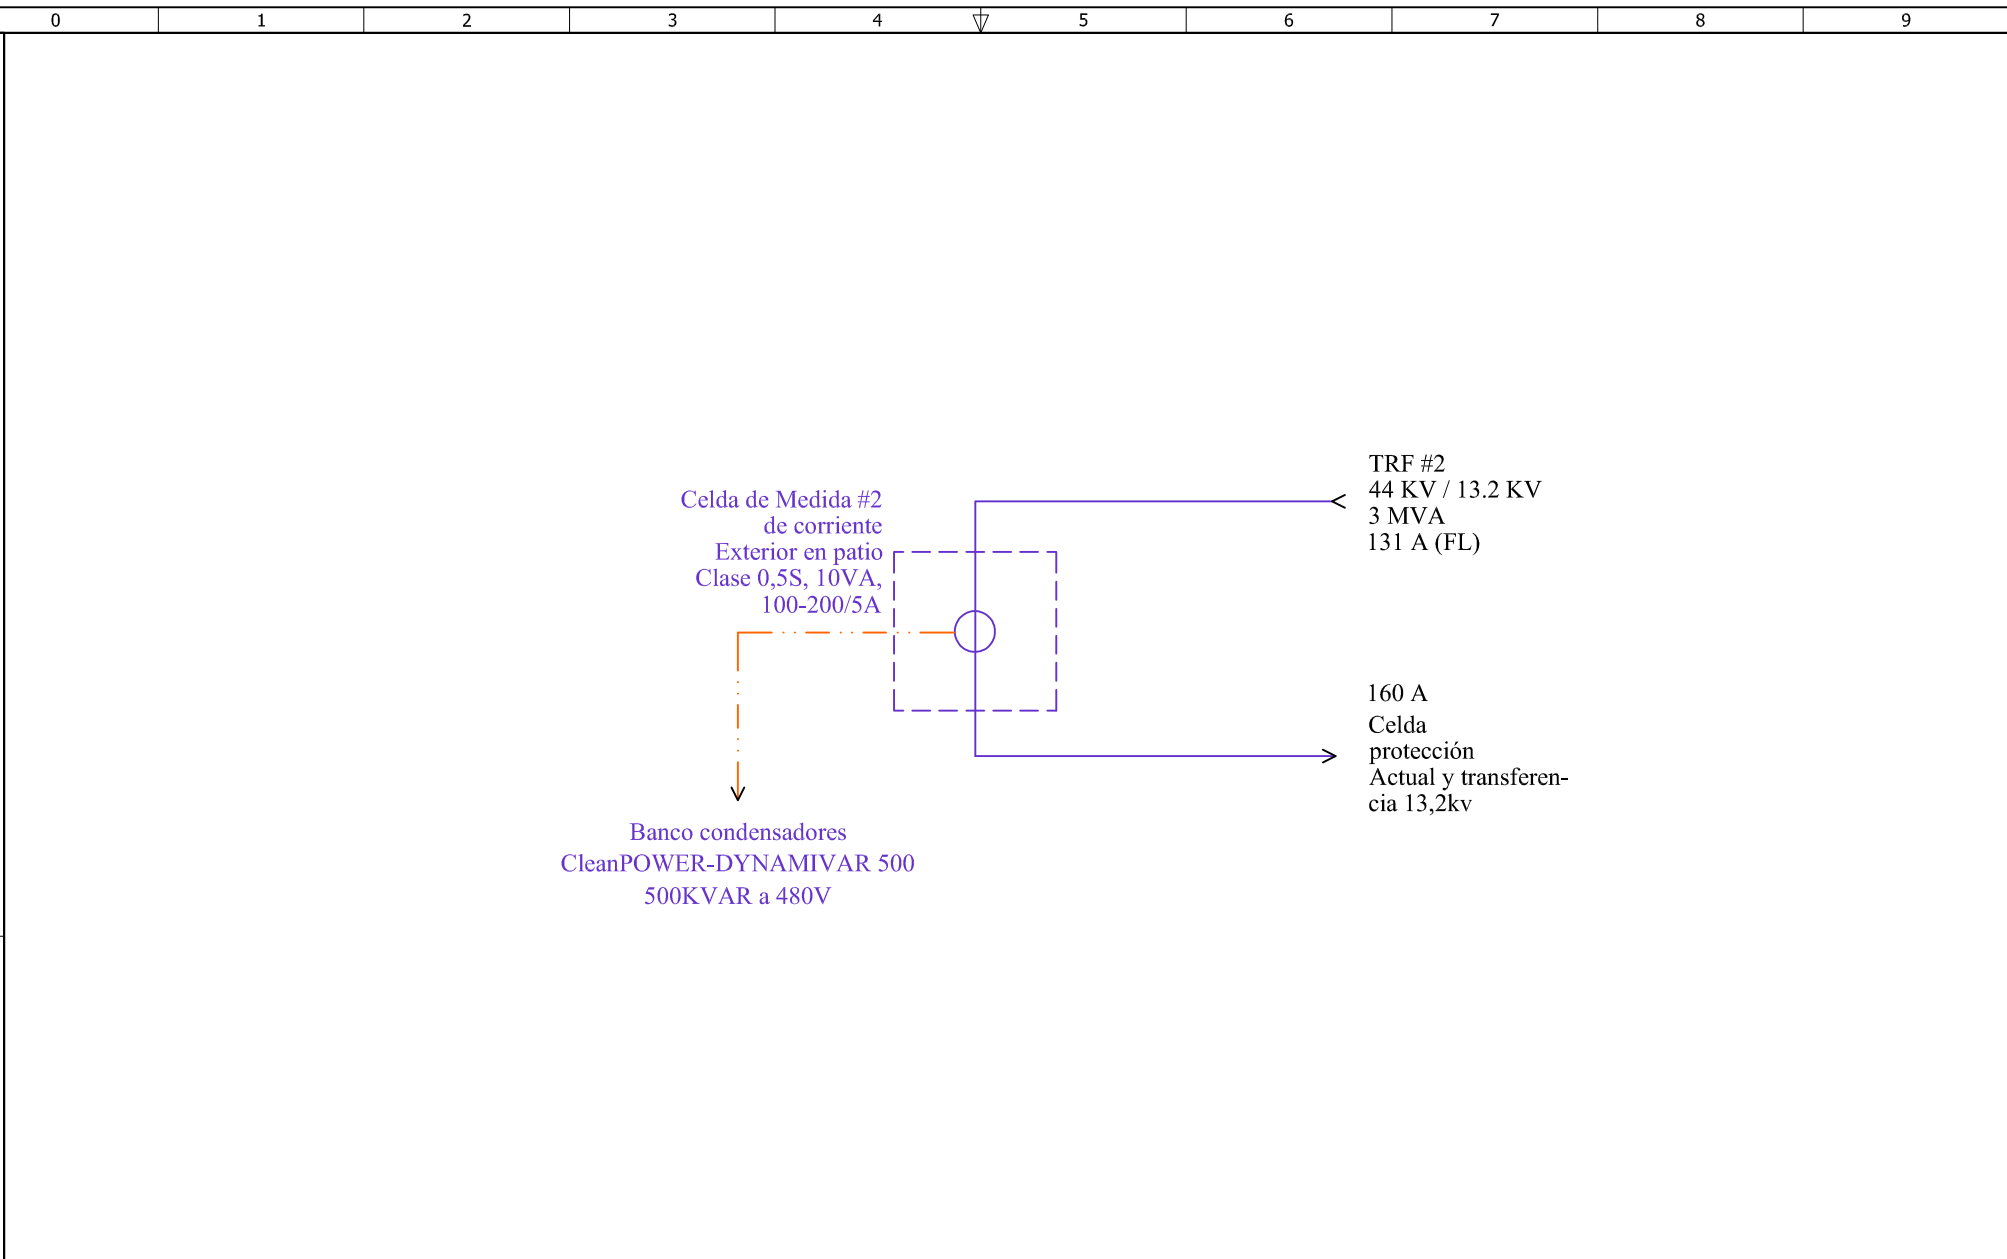 0 1 2 3 4 5 6 7 8 9
TRF #2
44 KV / 13.2 KV
3 MVA
131 A (FL)
Celda de Medida #2
de corriente
Exterior en patio
Clase 0,5S, 10VA,
100-200/5A
160 A
Celda
protección
Actual y transferen-
cia 13,2kv
Banco condensadores
CleanPOWER-DYNAMIVAR 500
500KVAR a 480V